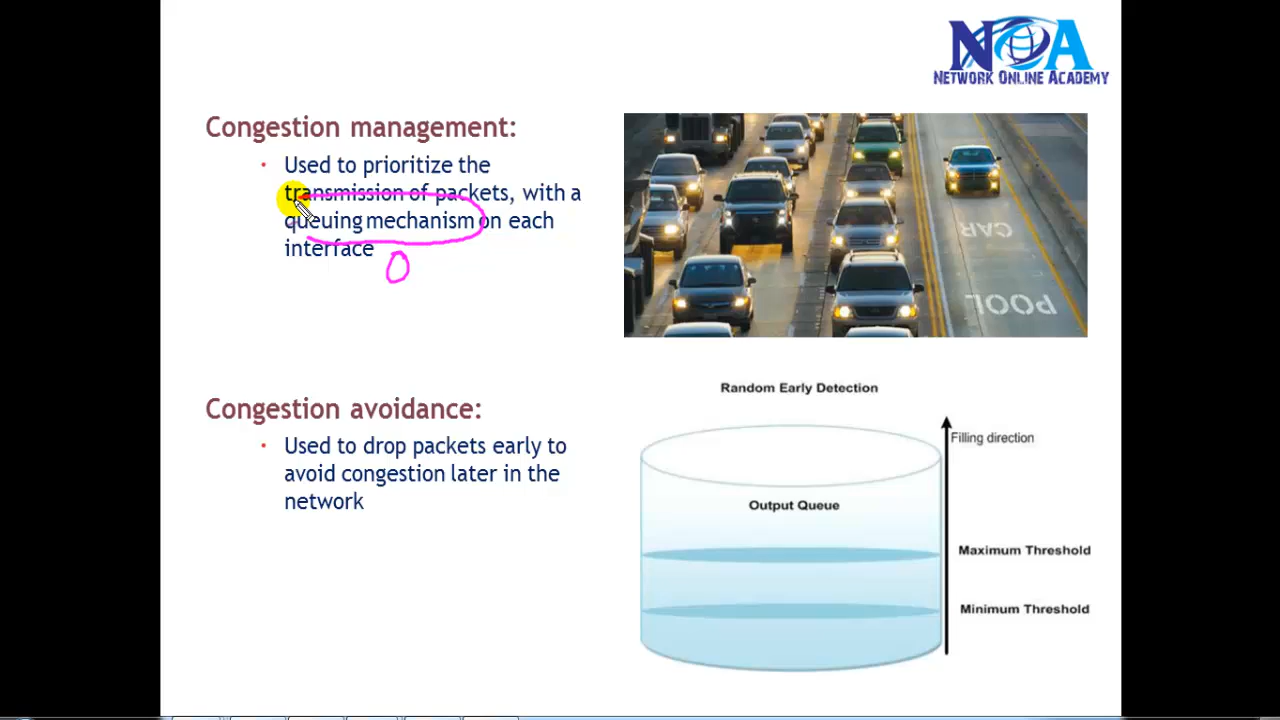 NOA
NETWORK ONLINE ACADEMY
Congestion management:
• Used to prioritize the
transmission of packets, with a
queuing mechanism on each
interface
CAR
POOL
Congestion avoidance:
• Used to drop packets early to
avoid congestion later in the
network
Random Early Detection
Filling direction
Output Queue
Maximum Threshold
Minimum Threshold